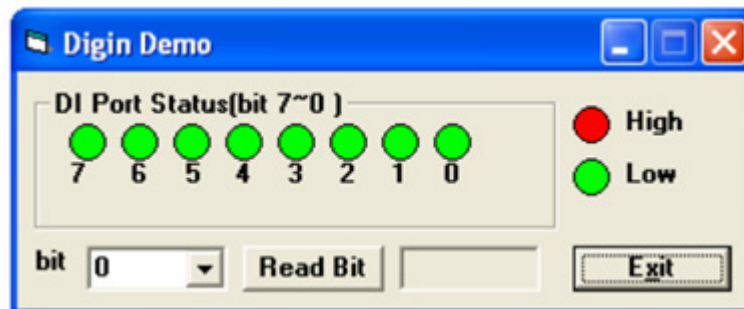 Digin Demo
DI Port Status(bit 7~0 )
7 6 5 4 3 2 1 0
High
Low
bit 0 Read Bit Exit